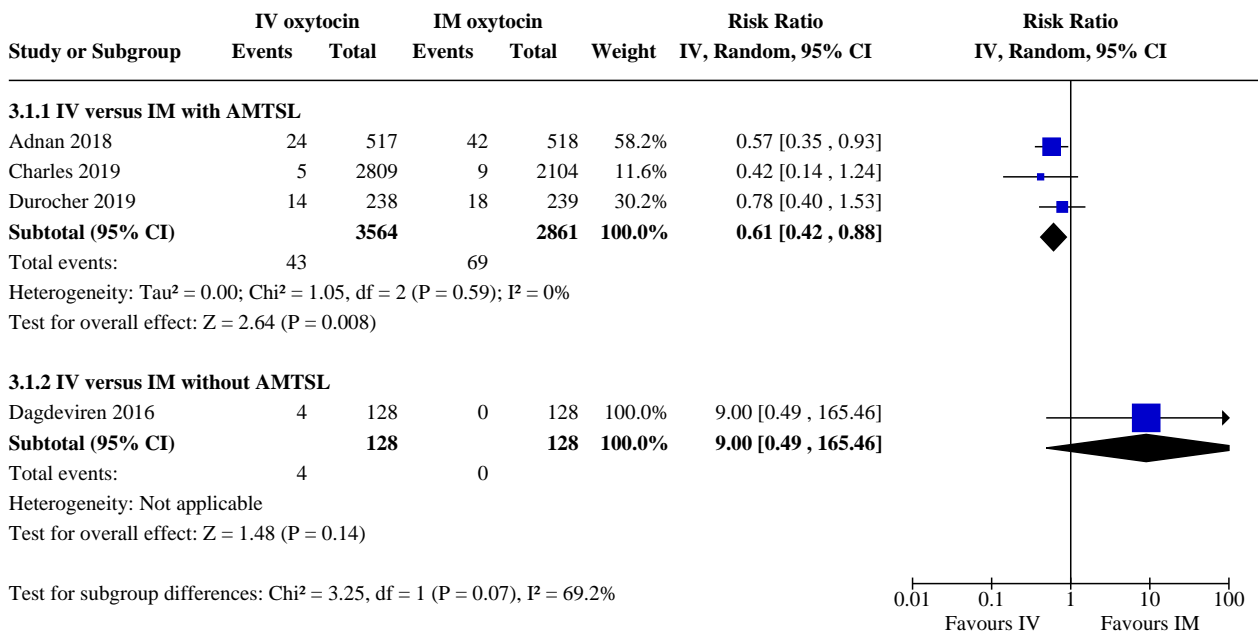 IV oxytocin IM oxytocin Risk Ratio Risk Ratio
Study or Subgroup Events Total Events Total Weight IV, Random, 95% CI IV, Random, 95% CI
3.1.1 IV versus IM with AMTSL
Adnan 2018 24 517 42 518 58.2% 0.57 [0.35 , 0.93]
Charles 2019 5 2809 9 2104 11.6% 0.42 [0.14 , 1.24]
Durocher 2019 14 238 18 239 30.2% 0.78 [0.40 , 1.53]
Subtotal (95% CI) 3564 2861 100.0% 0.61 [0.42 , 0.88]
Total events: 43 69
Heterogeneity: Tau² = 0.00; Chi² = 1.05, df = 2 (P = 0.59); I² = 0%
Test for overall effect: Z = 2.64 (P = 0.008)
3.1.2 IV versus IM without AMTSL
Dagdeviren 2016 4 128 0 128 100.0% 9.00 [0.49 , 165.46]
Subtotal (95% CI) 128 128 100.0% 9.00 [0.49 , 165.46]
Total events: 4 0
Heterogeneity: Not applicable
Test for overall effect: Z = 1.48 (P = 0.14)
Test for subgroup differences: Chi² = 3.25, df = 1 (P = 0.07), I² = 69.2%
0.01 0.1 1 10 100
Favours IV Favours IM